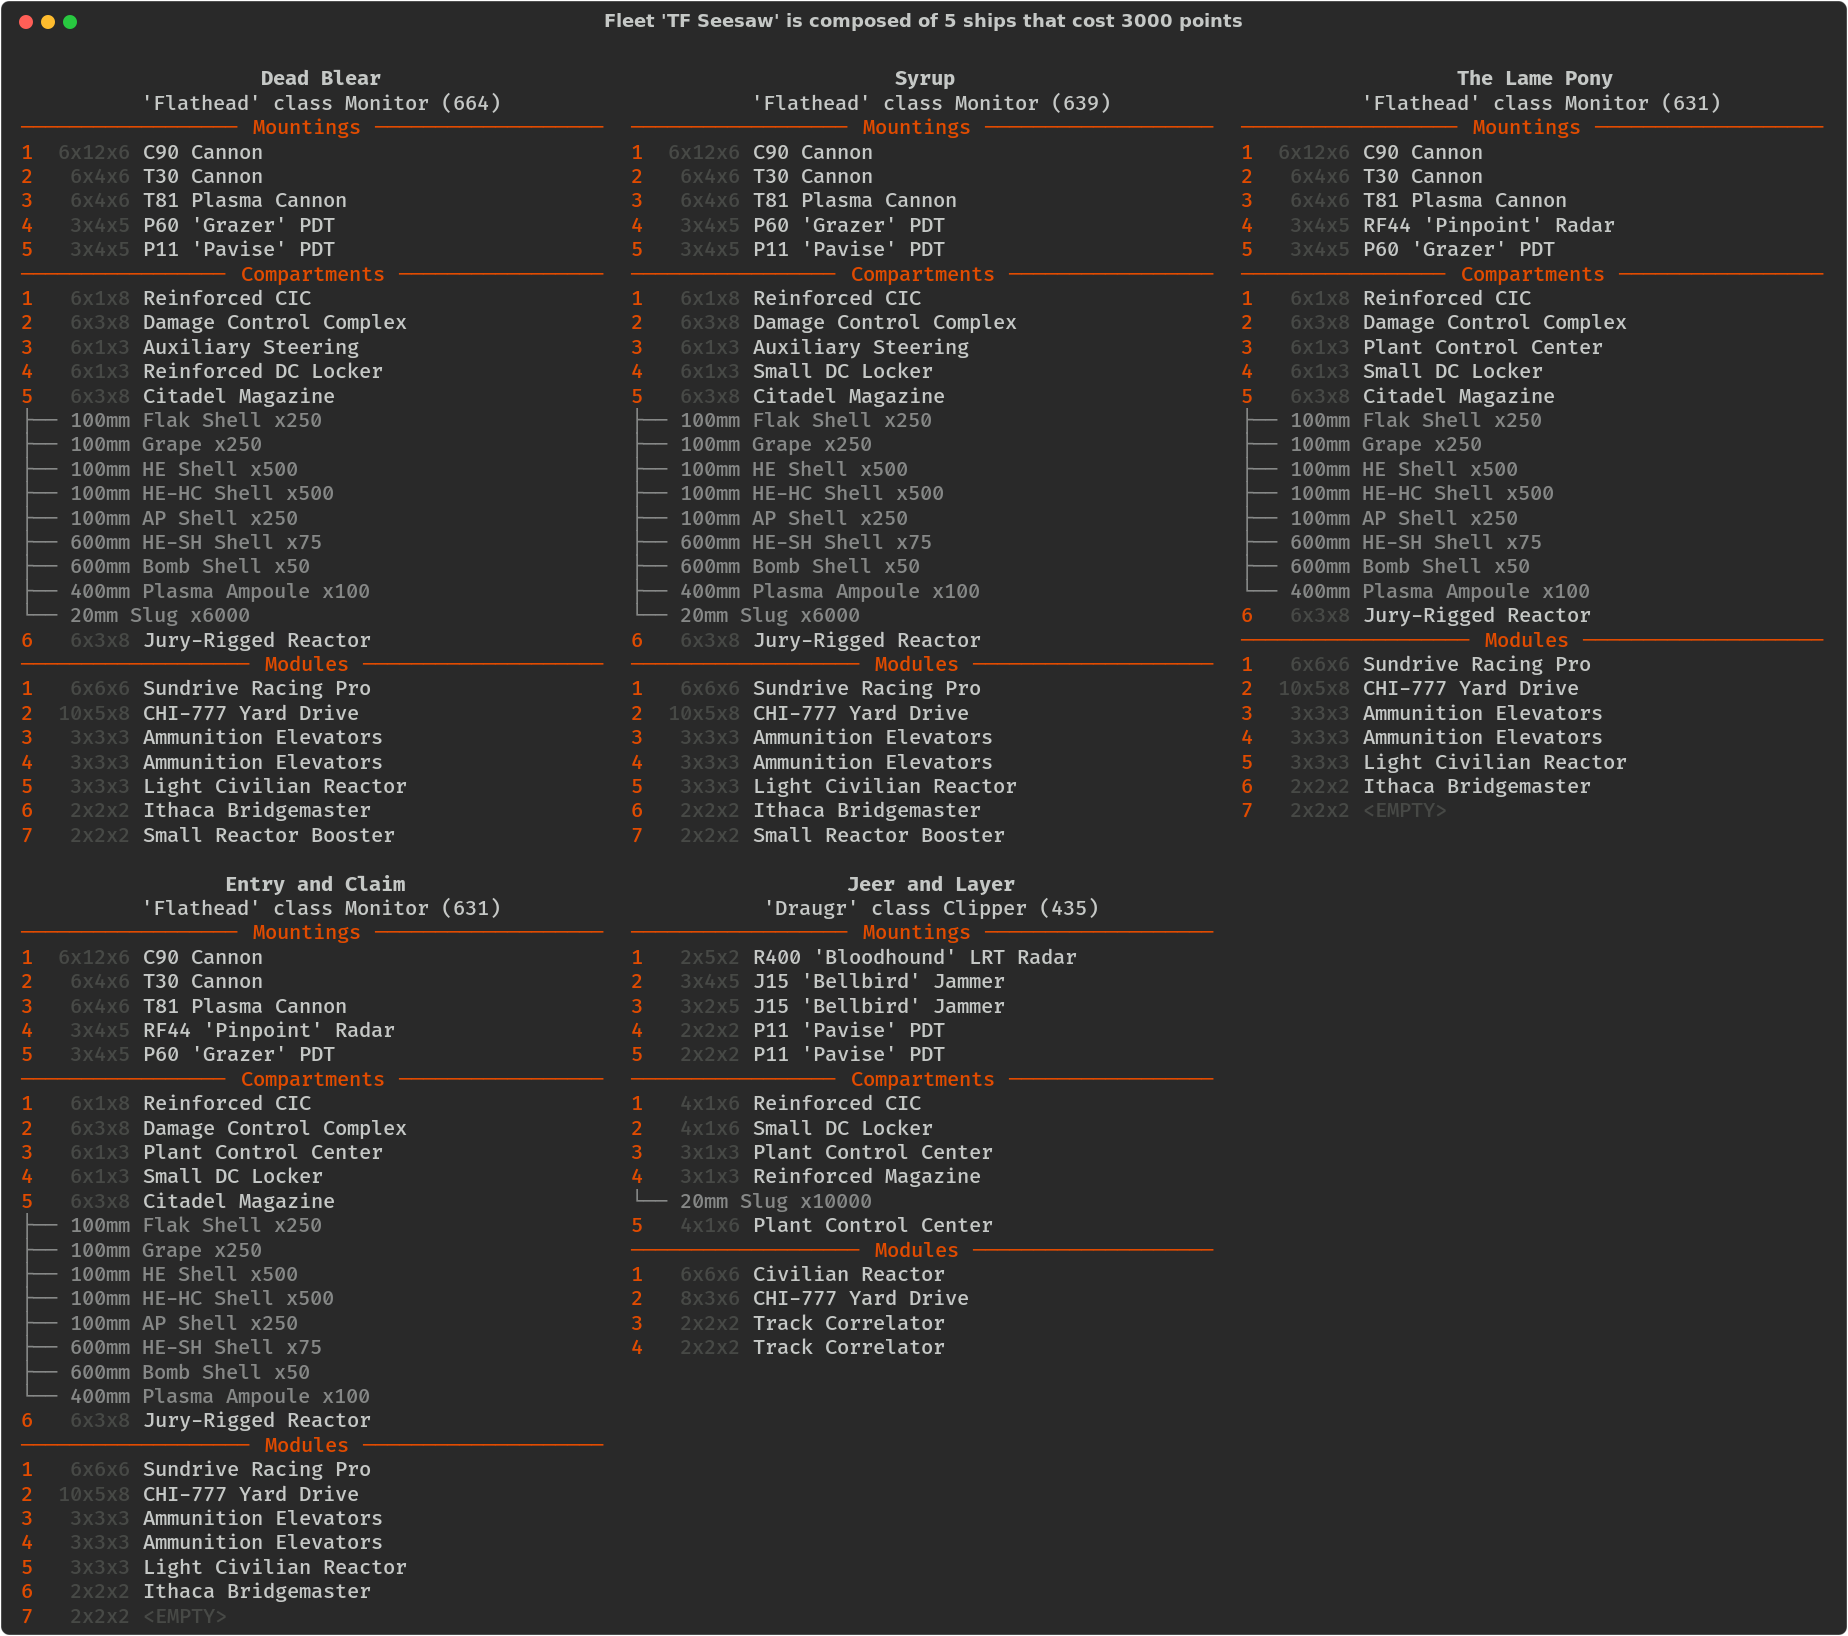 Fleet 'TF Seesaw' is composed of 5 ships that cost 3000 points
Dead Blear
'Flathead' class Monitor (664)
Mountings
1 6x12x6 C90 Cannon
2 6x4x6 T30 Cannon
3 6x4x6 T81 Plasma Cannon
4 3x4x5 P60 'Grazer' PDT
5 3x4x5 P11 'Pavise' PDT
Compartments
1 6x1x8 Reinforced CIC
2 6x3x8 Damage Control Complex
3 6x1x3 Auxiliary Steering
4 6x1x3 Reinforced DC Locker
5 6x3x8 Citadel Magazine
100mm Flak Shell x250
100mm Grape x250
100mm HE Shell x500
100mm HE-HC Shell x500
100mm AP Shell x250
600mm HE-SH Shell x75
600mm Bomb Shell x50
400mm Plasma Ampoule x100
20mm Slug x6000
6 6x3x8 Jury-Rigged Reactor
Modules
1 6x6x6 Sundrive Racing Pro
2 10x5x8 CHI-777 Yard Drive
3 3x3x3 Ammunition Elevators
4 3x3x3 Ammunition Elevators
5 3x3x3 Light Civilian Reactor
6 2x2x2 Ithaca Bridgemaster
7 2x2x2 Small Reactor Booster
Syrup
'Flathead' class Monitor (639)
Mountings
1 6x12x6 C90 Cannon
2 6x4x6 T30 Cannon
3 6x4x6 T81 Plasma Cannon
4 3x4x5 P60 'Grazer' PDT
5 3x4x5 P11 'Pavise' PDT
Compartments
1 6x1x8 Reinforced CIC
2 6x3x8 Damage Control Complex
3 6x1x3 Auxiliary Steering
4 6x1x3 Small DC Locker
5 6x3x8 Citadel Magazine
100mm Flak Shell x250
100mm Grape x250
100mm HE Shell x500
100mm HE-HC Shell x500
100mm AP Shell x250
600mm HE-SH Shell x75
600mm Bomb Shell x50
400mm Plasma Ampoule x100
20mm Slug x6000
6 6x3x8 Jury-Rigged Reactor
Modules
1 6x6x6 Sundrive Racing Pro
2 10x5x8 CHI-777 Yard Drive
3 3x3x3 Ammunition Elevators
4 3x3x3 Ammunition Elevators
5 3x3x3 Light Civilian Reactor
6 2x2x2 Ithaca Bridgemaster
7 2x2x2 Small Reactor Booster
The Lame Pony
'Flathead' class Monitor (631)
Mountings
1 6x12x6 C90 Cannon
2 6x4x6 T30 Cannon
3 6x4x6 T81 Plasma Cannon
4 3x4x5 RF44 'Pinpoint' Radar
5 3x4x5 P60 'Grazer' PDT
Compartments
1 6x1x8 Reinforced CIC
2 6x3x8 Damage Control Complex
3 6x1x3 Plant Control Center
4 6x1x3 Small DC Locker
5 6x3x8 Citadel Magazine
100mm Flak Shell x250
100mm Grape x250
100mm HE Shell x500
100mm HE-HC Shell x500
100mm AP Shell x250
600mm HE-SH Shell x75
600mm Bomb Shell x50
400mm Plasma Ampoule x100
6 6x3x8 Jury-Rigged Reactor
Modules
1 6x6x6 Sundrive Racing Pro
2 10x5x8 CHI-777 Yard Drive
3 3x3x3 Ammunition Elevators
4 3x3x3 Ammunition Elevators
5 3x3x3 Light Civilian Reactor
6 2x2x2 Ithaca Bridgemaster
7 2x2x2 <EMPTY>
Entry and Claim
'Flathead' class Monitor (631)
Mountings
1 6x12x6 C90 Cannon
2 6x4x6 T30 Cannon
3 6x4x6 T81 Plasma Cannon
4 3x4x5 RF44 'Pinpoint' Radar
5 3x4x5 P60 'Grazer' PDT
Compartments
1 6x1x8 Reinforced CIC
2 6x3x8 Damage Control Complex
3 6x1x3 Plant Control Center
4 6x1x3 Small DC Locker
5 6x3x8 Citadel Magazine
100mm Flak Shell x250
100mm Grape x250
100mm HE Shell x500
100mm HE-HC Shell x500
100mm AP Shell x250
600mm HE-SH Shell x75
600mm Bomb Shell x50
400mm Plasma Ampoule x100
6 6x3x8 Jury-Rigged Reactor
Modules
1 6x6x6 Sundrive Racing Pro
2 10x5x8 CHI-777 Yard Drive
3 3x3x3 Ammunition Elevators
4 3x3x3 Ammunition Elevators
5 3x3x3 Light Civilian Reactor
6 2x2x2 Ithaca Bridgemaster
7 2x2x2 <EMPTY>
Jeer and Layer
'Draugr' class Clipper (435)
Mountings
1 2x5x2 R400 'Bloodhound' LRT Radar
2 3x4x5 J15 'Bellbird' Jammer
3 3x2x5 J15 'Bellbird' Jammer
4 2x2x2 P11 'Pavise' PDT
5 2x2x2 P11 'Pavise' PDT
Compartments
1 4x1x6 Reinforced CIC
2 4x1x6 Small DC Locker
3 3x1x3 Plant Control Center
4 3x1x3 Reinforced Magazine
20mm Slug x10000
5 4x1x6 Plant Control Center
Modules
1 6x6x6 Civilian Reactor
2 8x3x6 CHI-777 Yard Drive
3 2x2x2 Track Correlator
4 2x2x2 Track Correlator